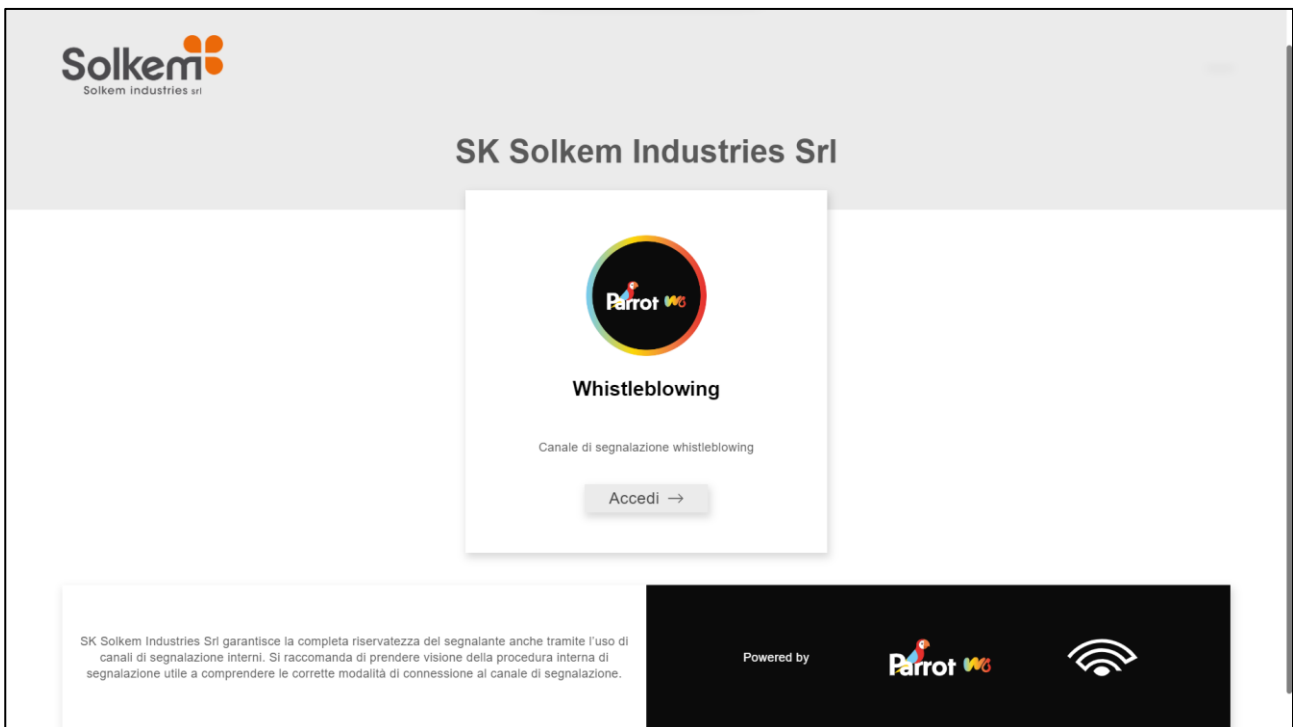 Solkem
Solkem industries srl
SK Solkem Industries Srl
Parrot WB
Whistleblowing
Canale di segnalazione whistleblowing
Accedi →
SK Solkem Industries Srl garantisce la completa riservatezza del segnalante anche tramite l'uso di
canali di segnalazione interni. Si raccomanda di prendere visione della procedura interna di
segnalazione utile a comprendere le corrette modalità di connessione al canale di segnalazione.
Powered by
Parrot WB